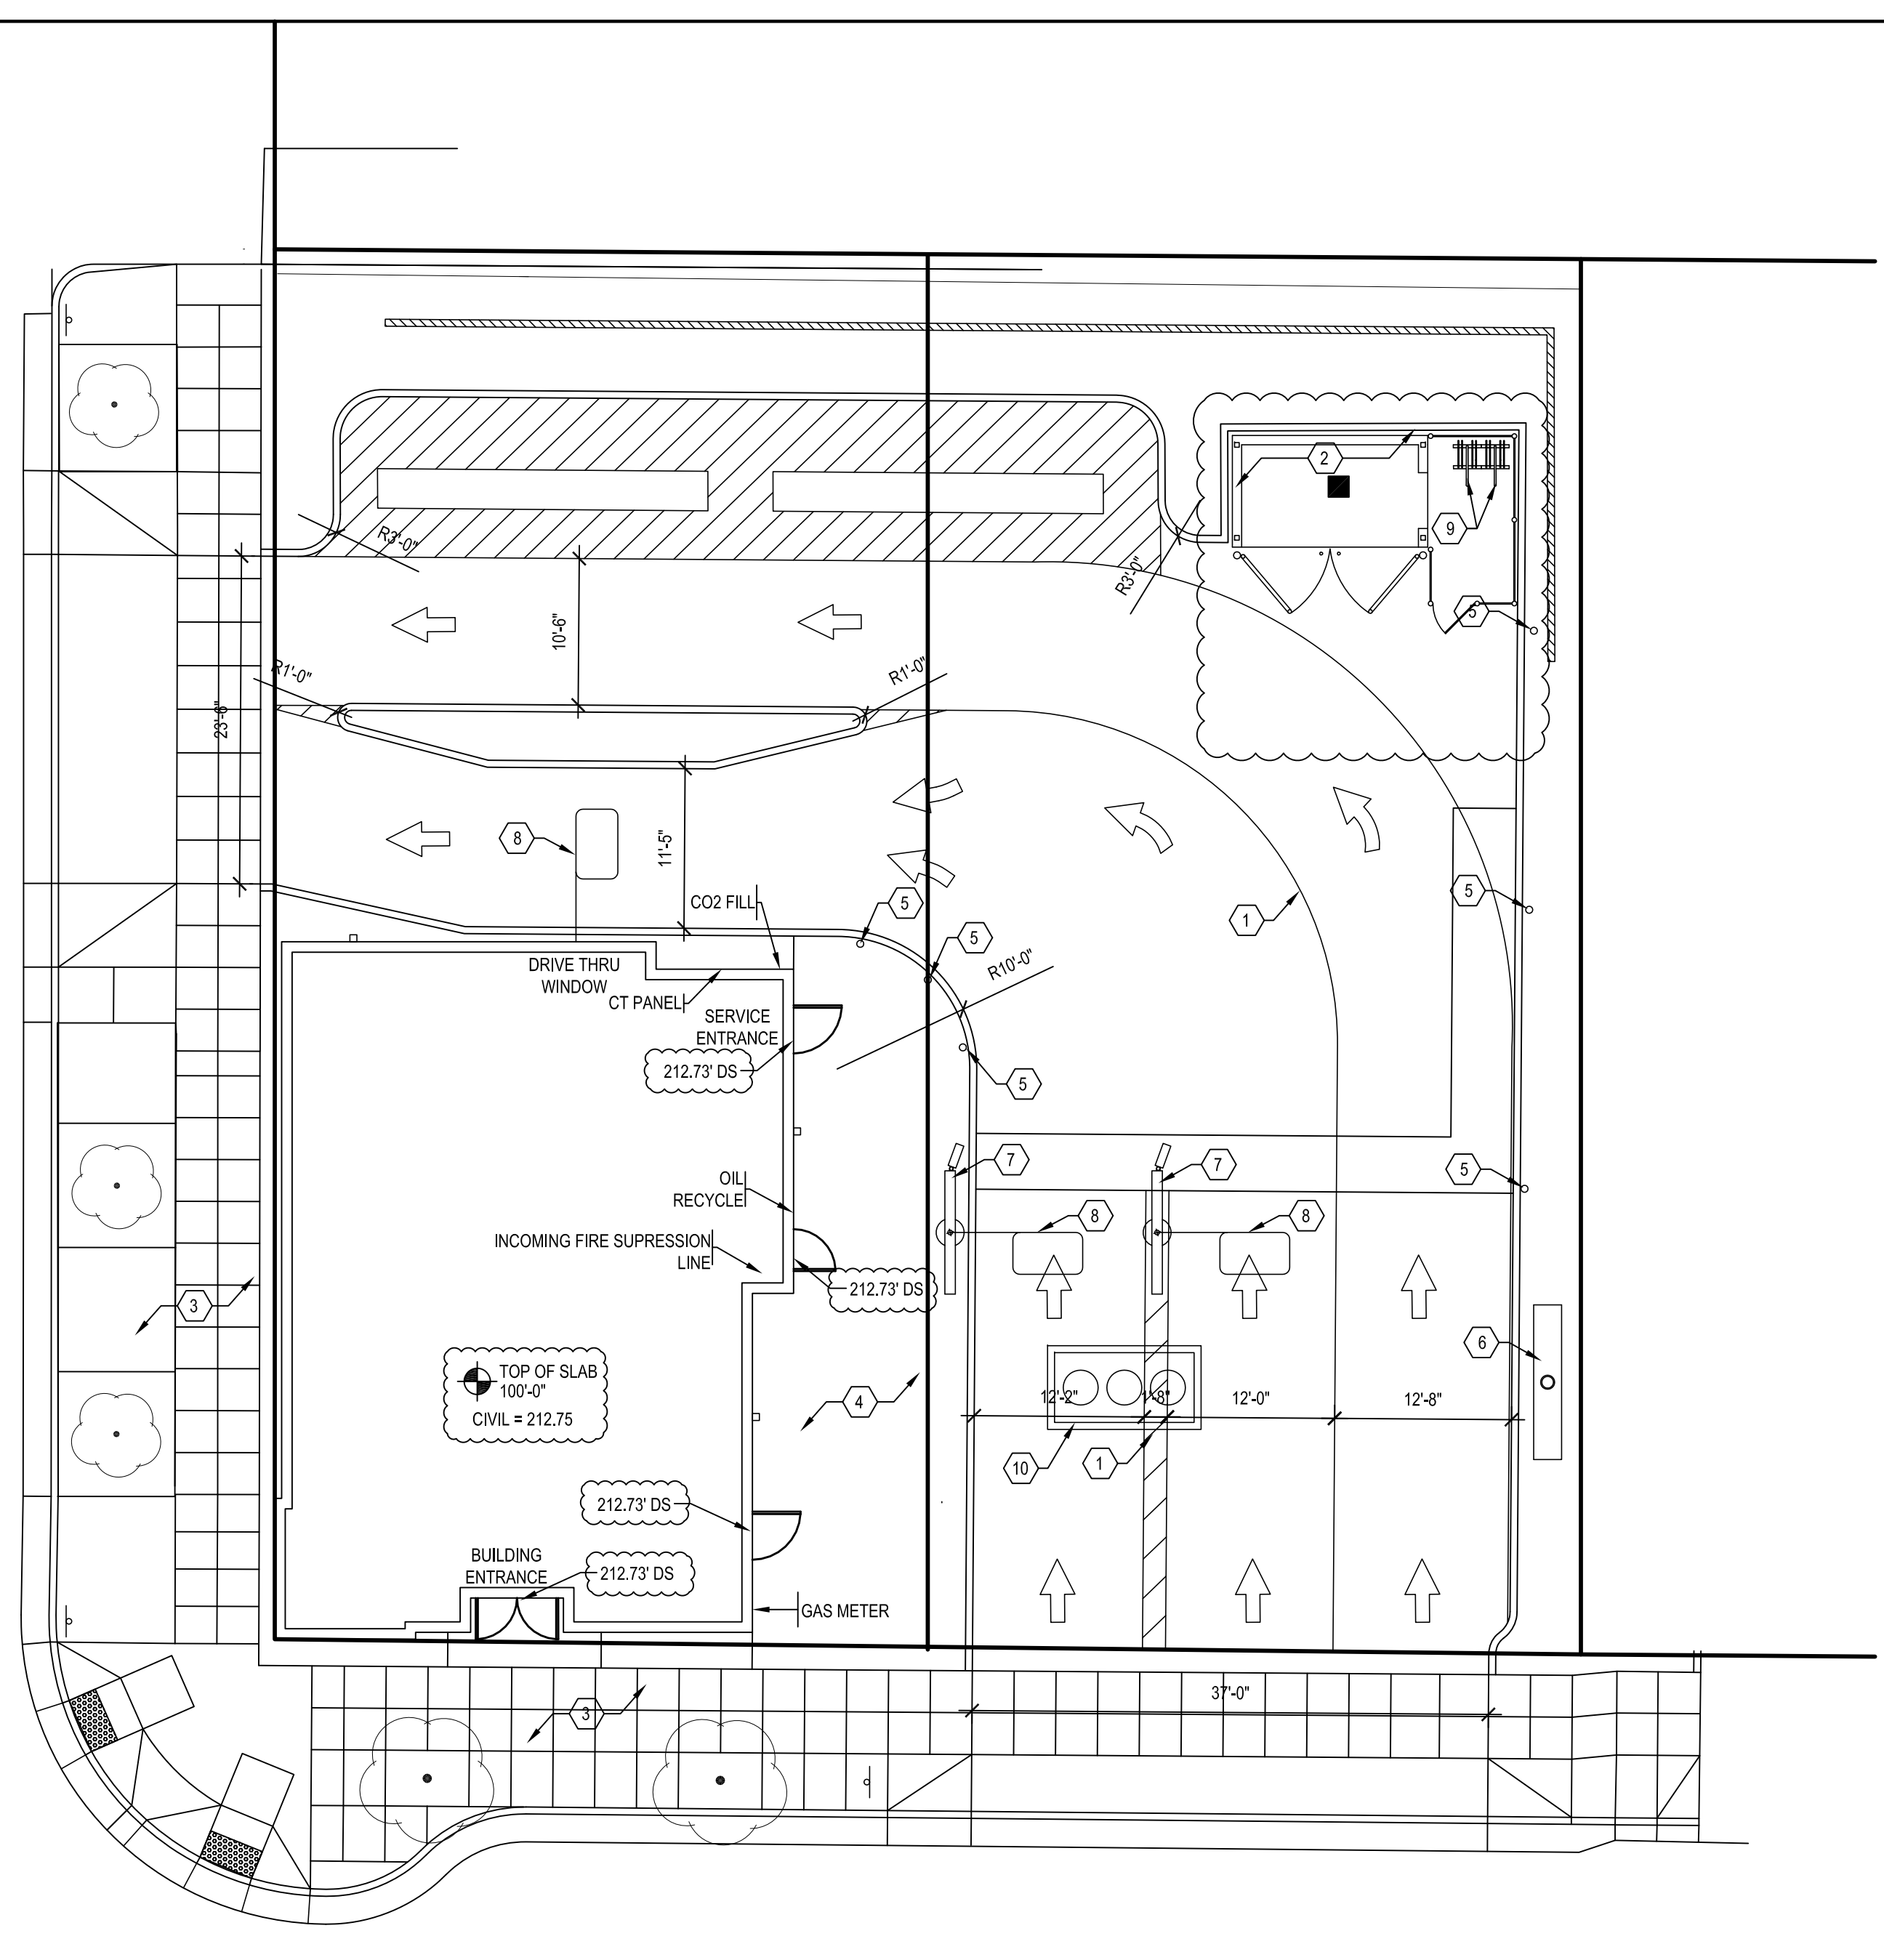 2
9
R3'-0"
R3'-0"
5
10'-6"
R1'-0"
R1'-0"
23'-6"
8
11'-5"
CO2 FILL
5
5
1
5
DRIVE THRU
WINDOW
CT PANEL
R10'-0"
SERVICE
ENTRANCE
212.73' DS
5
7
7
5
OIL
RECYCLE
8
8
INCOMING FIRE SUPRESSION
LINE
212.73' DS
3
6
TOP OF SLAB
100'-0"
CIVIL = 212.75
4
12'-2"
1'-8"
12'-0"
12'-8"
10
1
212.73' DS
BUILDING
ENTRANCE
212.73' DS
GAS METER
37'-0"
3